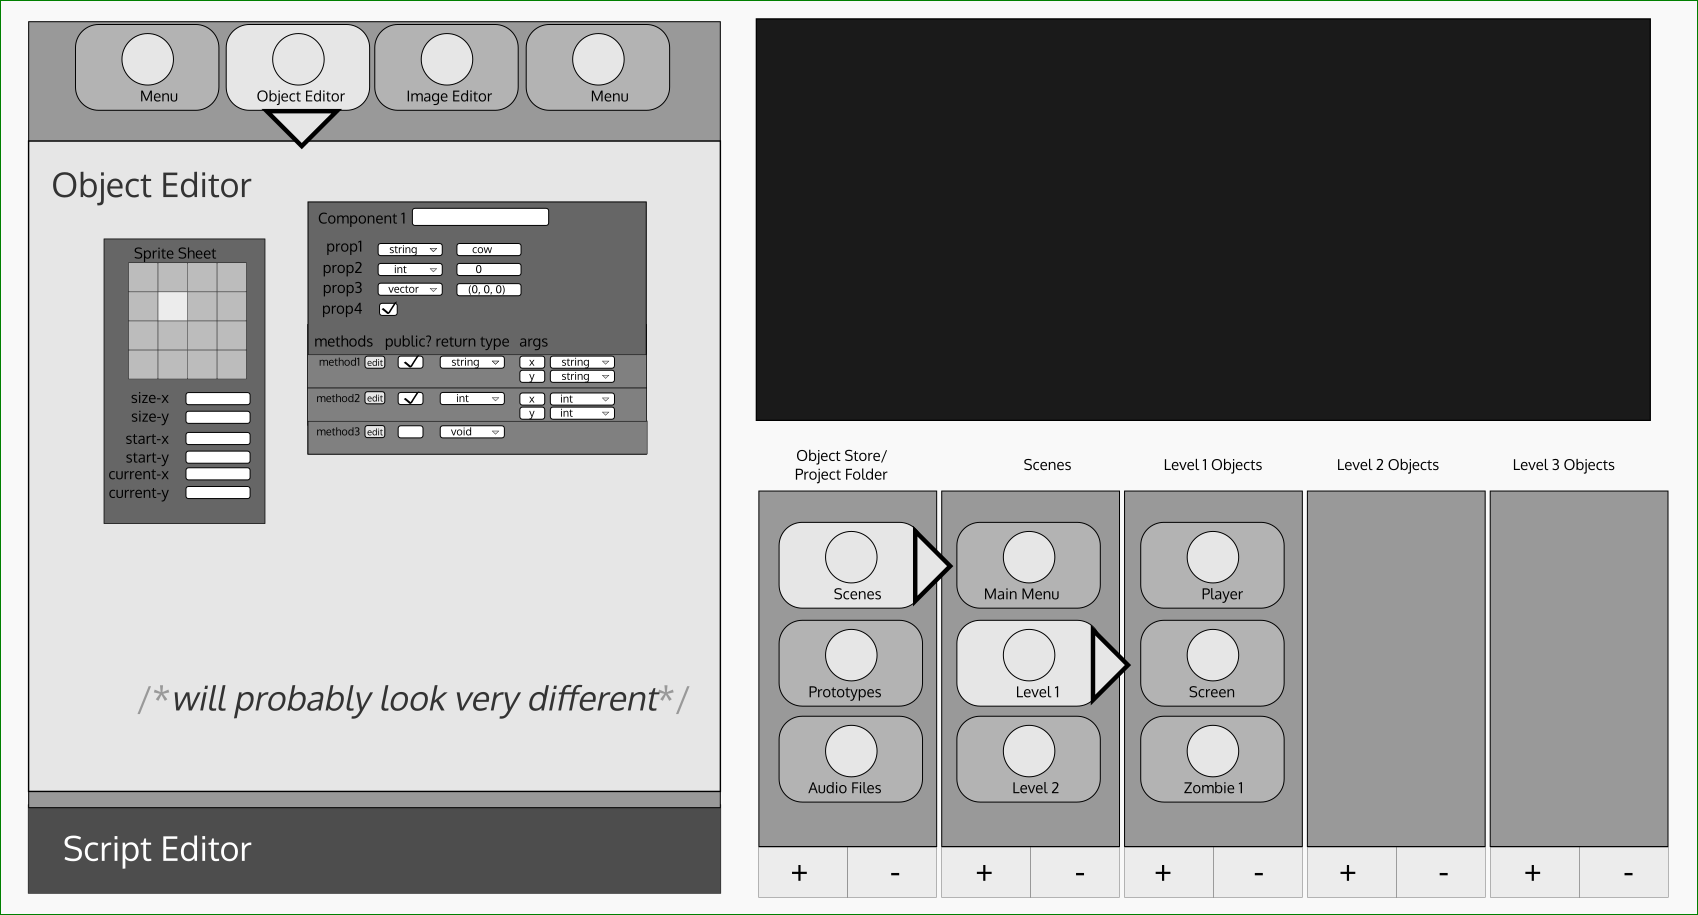 Menu
Object Editor
Image Editor
Menu
Object Editor
Sprite Sheet
size-x
size-y
start-x
start-y
current-x
current-y
Component 1
prop1 string cow
prop2 int 0
prop3 vector (0, 0, 0)
prop4
methods public? return type args
method1 edit string x string
y string
method2 edit int x int
y int
method3 edit void
/*will probably look very different*/
Script Editor
Object Store/
Project Folder
Scenes
Level 1 Objects
Level 2 Objects
Level 3 Objects
Scenes
Main Menu
Player
Prototypes
Level 1
Screen
Audio Files
Level 2
Zombie 1
+ - + - + - + - + -